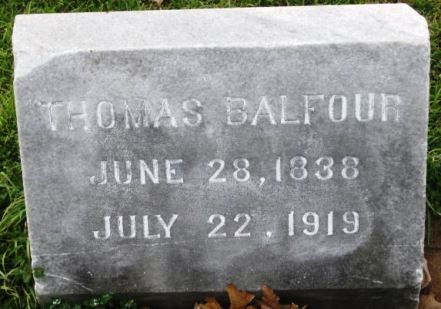 THOMAS BALFOUR
JUNE 28, 1838
JULY 22, 1919